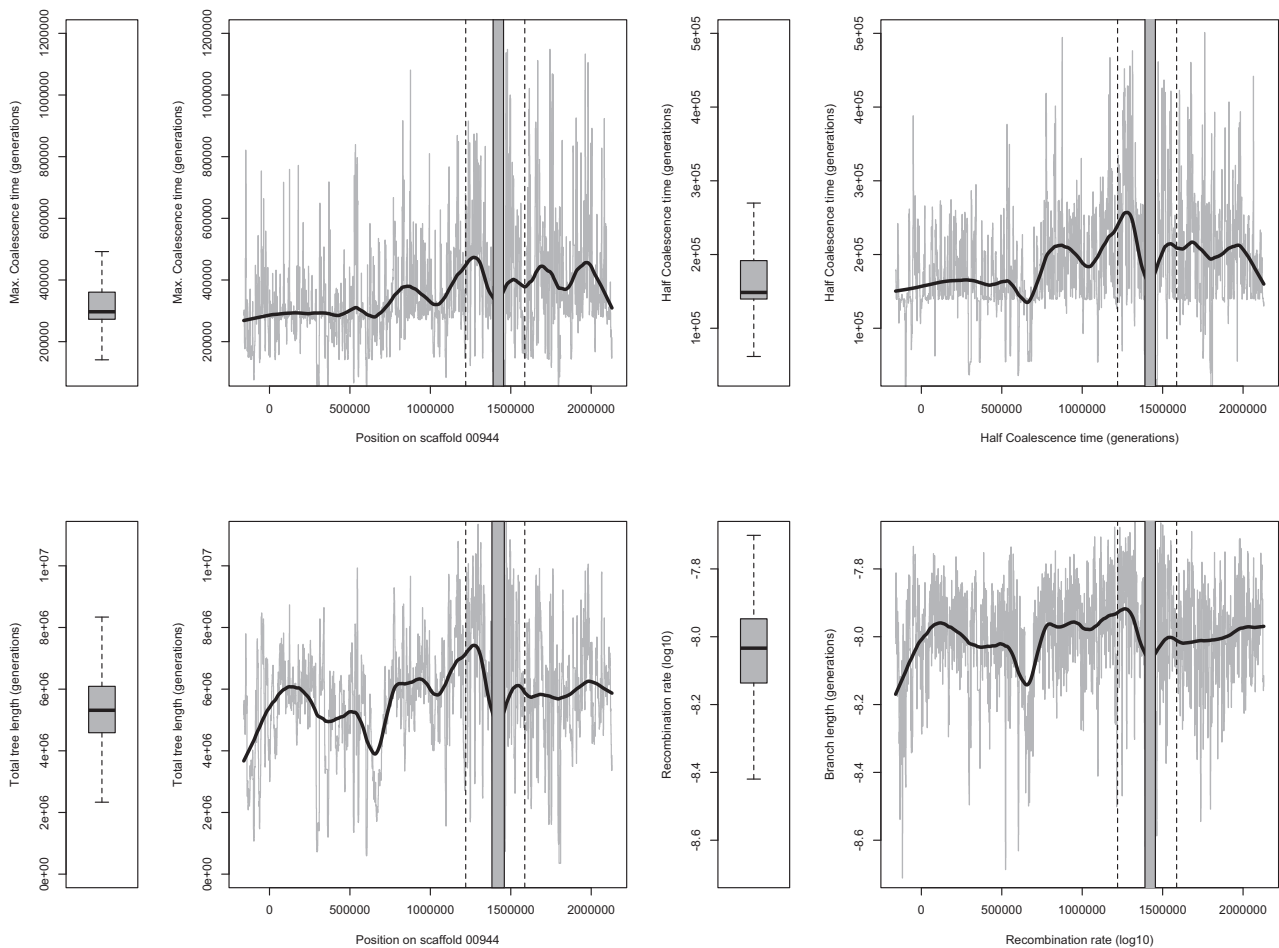 Max. Coalescence time (generations)
200000 400000 600000 800000 1000000 1200000
Max. Coalescence time (generations)
200000 400000 600000 800000 1000000 1200000
0 500000 1000000 1500000 2000000
Position on scaffold 00944
Half Coalescence time (generations)
1e+05 2e+05 3e+05 4e+05 5e+05
Half Coalescence time (generations)
1e+05 2e+05 3e+05 4e+05 5e+05
0 500000 1000000 1500000 2000000
Half Coalescence time (generations)
Total tree length (generations)
0e+00 2e+06 4e+06 6e+06 8e+06 1e+07
Total tree length (generations)
0e+00 2e+06 4e+06 6e+06 8e+06 1e+07
0 500000 1000000 1500000 2000000
Position on scaffold 00944
Recombination rate (log10)
-8.6 -8.4 -8.2 -8.0 -7.8
Branch length (generations)
-8.6 -8.4 -8.2 -8.0 -7.8
0 500000 1000000 1500000 2000000
Recombination rate (log10)